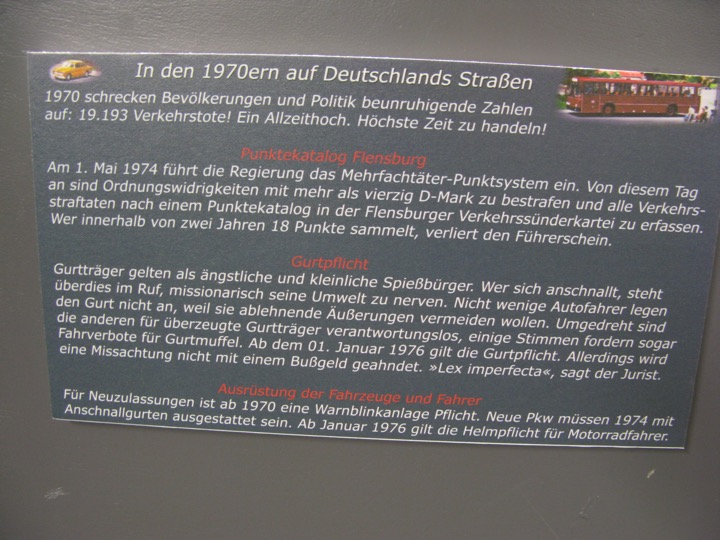 In den 1970ern auf Deutschlands Straßen
1970 schrecken Bevölkerungen und Politik beunruhigende Zahlen
auf: 19.193 Verkehrstote! Ein Allzeithoch. Höchste Zeit zu handeln!
Punktekatalog Flensburg
Am 1. Mai 1974 führt die Regierung das Mehrfachtäter-Punktsystem ein. Von diesem Tag
an sind Ordnungswidrigkeiten mit mehr als vierzig D-Mark zu bestrafen und alle Verkehrs-
straftaten nach einem Punktekatalog in der Flensburger Verkehrssünderkartei zu erfassen.
Wer innerhalb von zwei Jahren 18 Punkte sammelt, verliert den Führerschein.
Gurtpflicht
Gurtträger gelten als ängstliche und kleinliche Spießbürger. Wer sich anschnallt, steht
überdies im Ruf, missionarisch seine Umwelt zu nerven. Nicht wenige Autofahrer legen
den Gurt nicht an, weil sie ablehnende Äußerungen vermeiden wollen. Umgedreht sind
die anderen für überzeugte Gurtträger verantwortungslos, einige Stimmen fordern sogar
Fahrverbote für Gurtmuffel. Ab dem 01. Januar 1976 gilt die Gurtpflicht. Allerdings wird
eine Missachtung nicht mit einem Bußgeld geahndet. »Lex imperfecta«, sagt der Jurist.
Ausrüstung der Fahrzeuge und Fahrer
Für Neuzulassungen ist ab 1970 eine Warnblinkanlage Pflicht. Neue Pkw müssen 1974 mit
Anschnallgurten ausgestattet sein. Ab Januar 1976 gilt die Helmpflicht für Motorradfahrer.